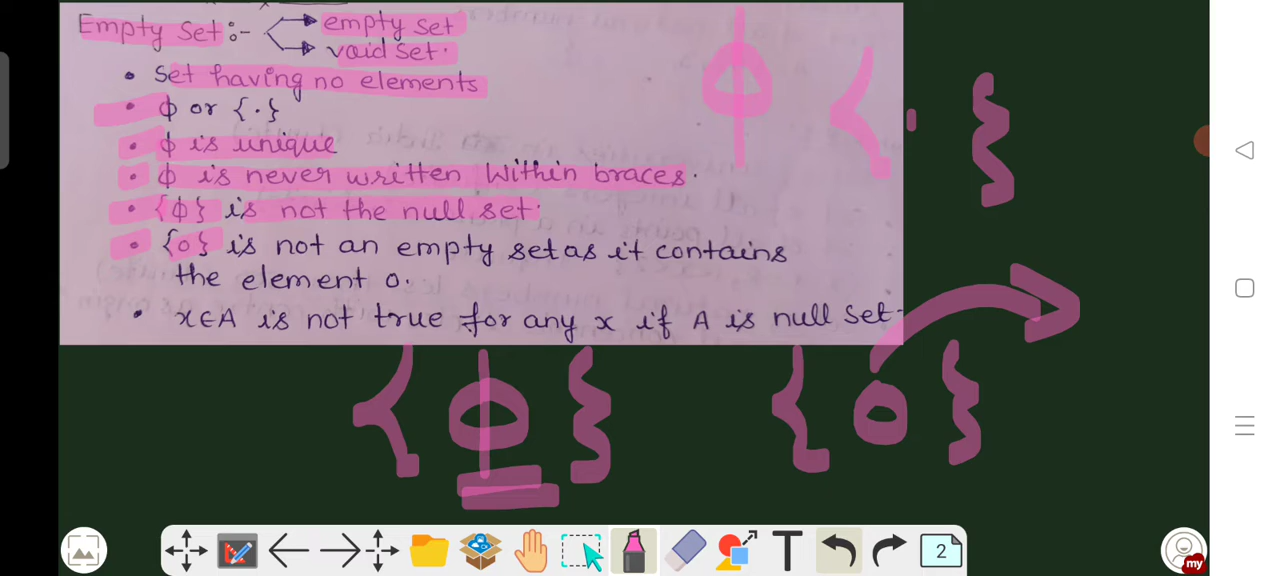 Empty Set :- empty set
void set.
• Set having no elements
• ϕ or {·}
• ϕ is unique
• ϕ is never written within braces.
• {ϕ} is not the null set.
• {0} is not an empty set as it contains
the element 0.
• x∈A is not true for any x if A is null set.
ϕ { · }
{ ϕ } { 0 }
T
2
my